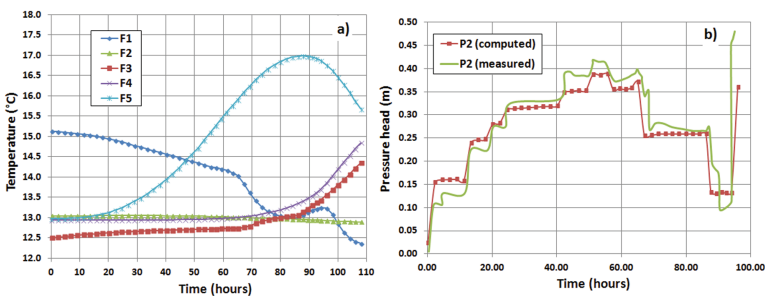 a)
F1
F2
F3
F4
F5
Temperature (°C)
18.0
17.5
17.0
16.5
16.0
15.5
15.0
14.5
14.0
13.5
13.0
12.5
12.0
0 10 20 30 40 50 60 70 80 90 100 110
Time (hours)
b)
P2 (computed)
P2 (measured)
Pressure head (m)
0.50
0.45
0.40
0.35
0.30
0.25
0.20
0.15
0.10
0.05
0.00
0.00 20.00 40.00 60.00 80.00 100.00
Time (hours)